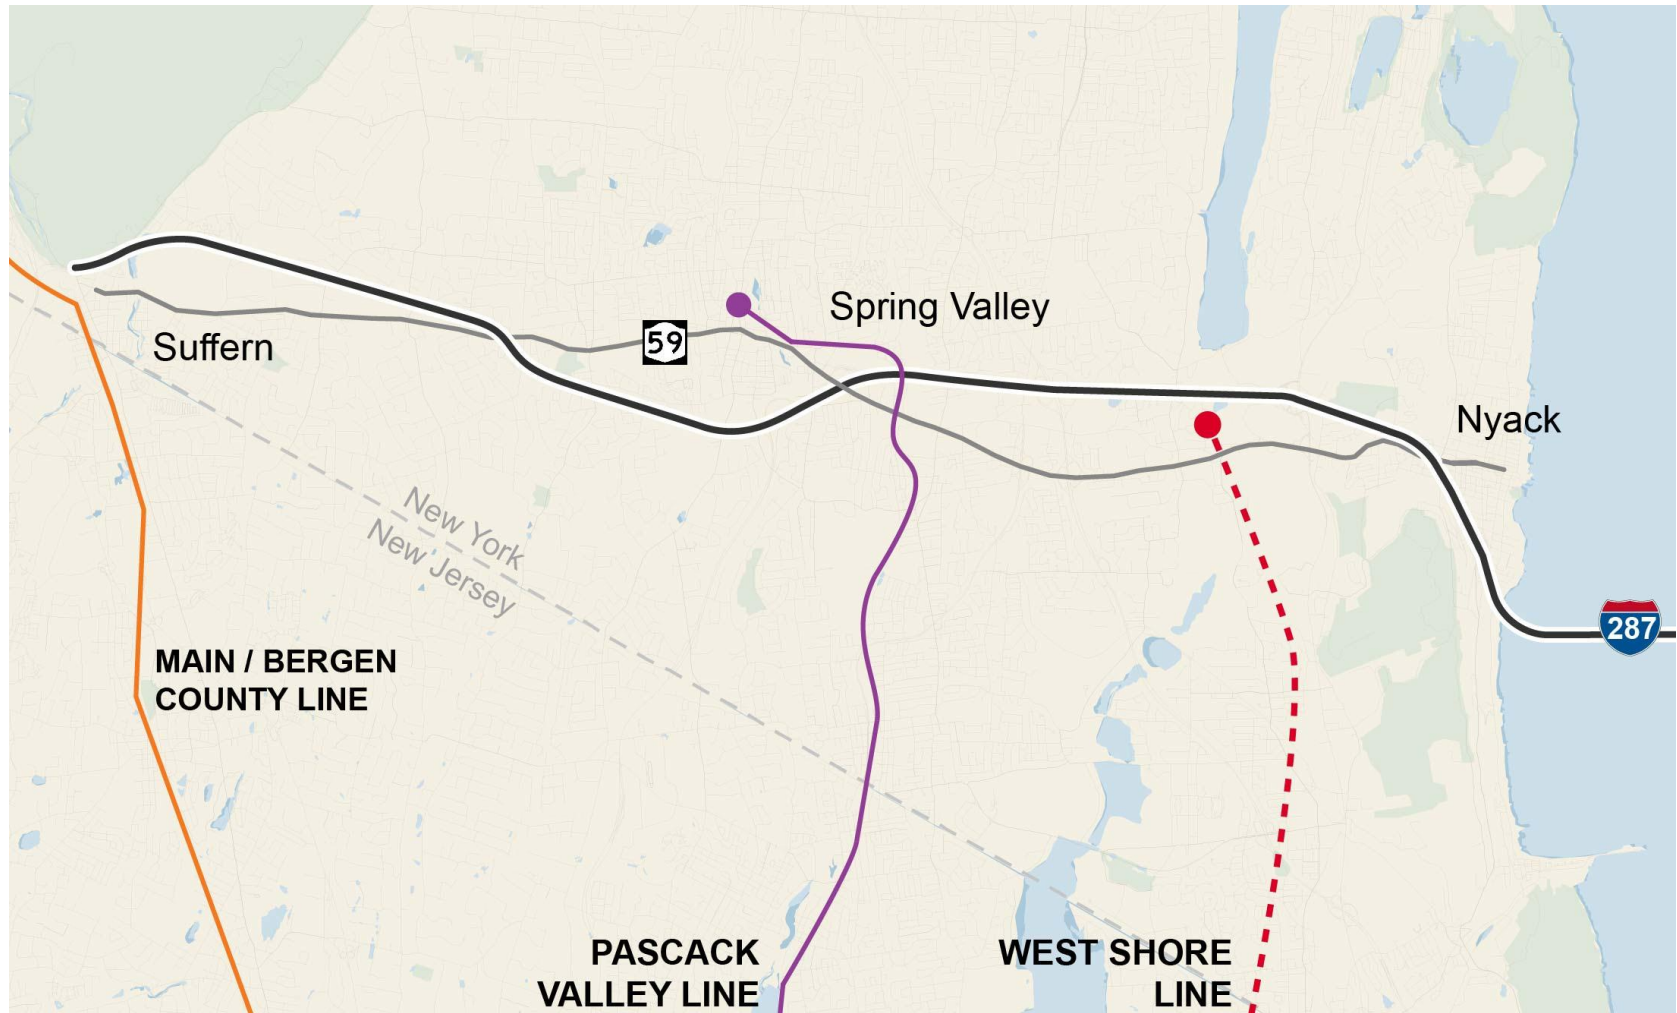 Spring Valley
59
Suffern
Nyack
New York
New Jersey
287
MAIN / BERGEN
COUNTY LINE
PASCACK
VALLEY LINE
WEST SHORE
LINE